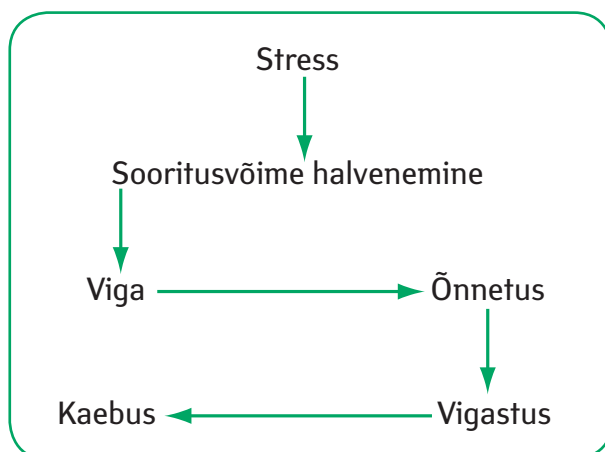 Stress
Sooritusvõime halvenemine
Viga
Õnnetus
Kaebus
Vigastus